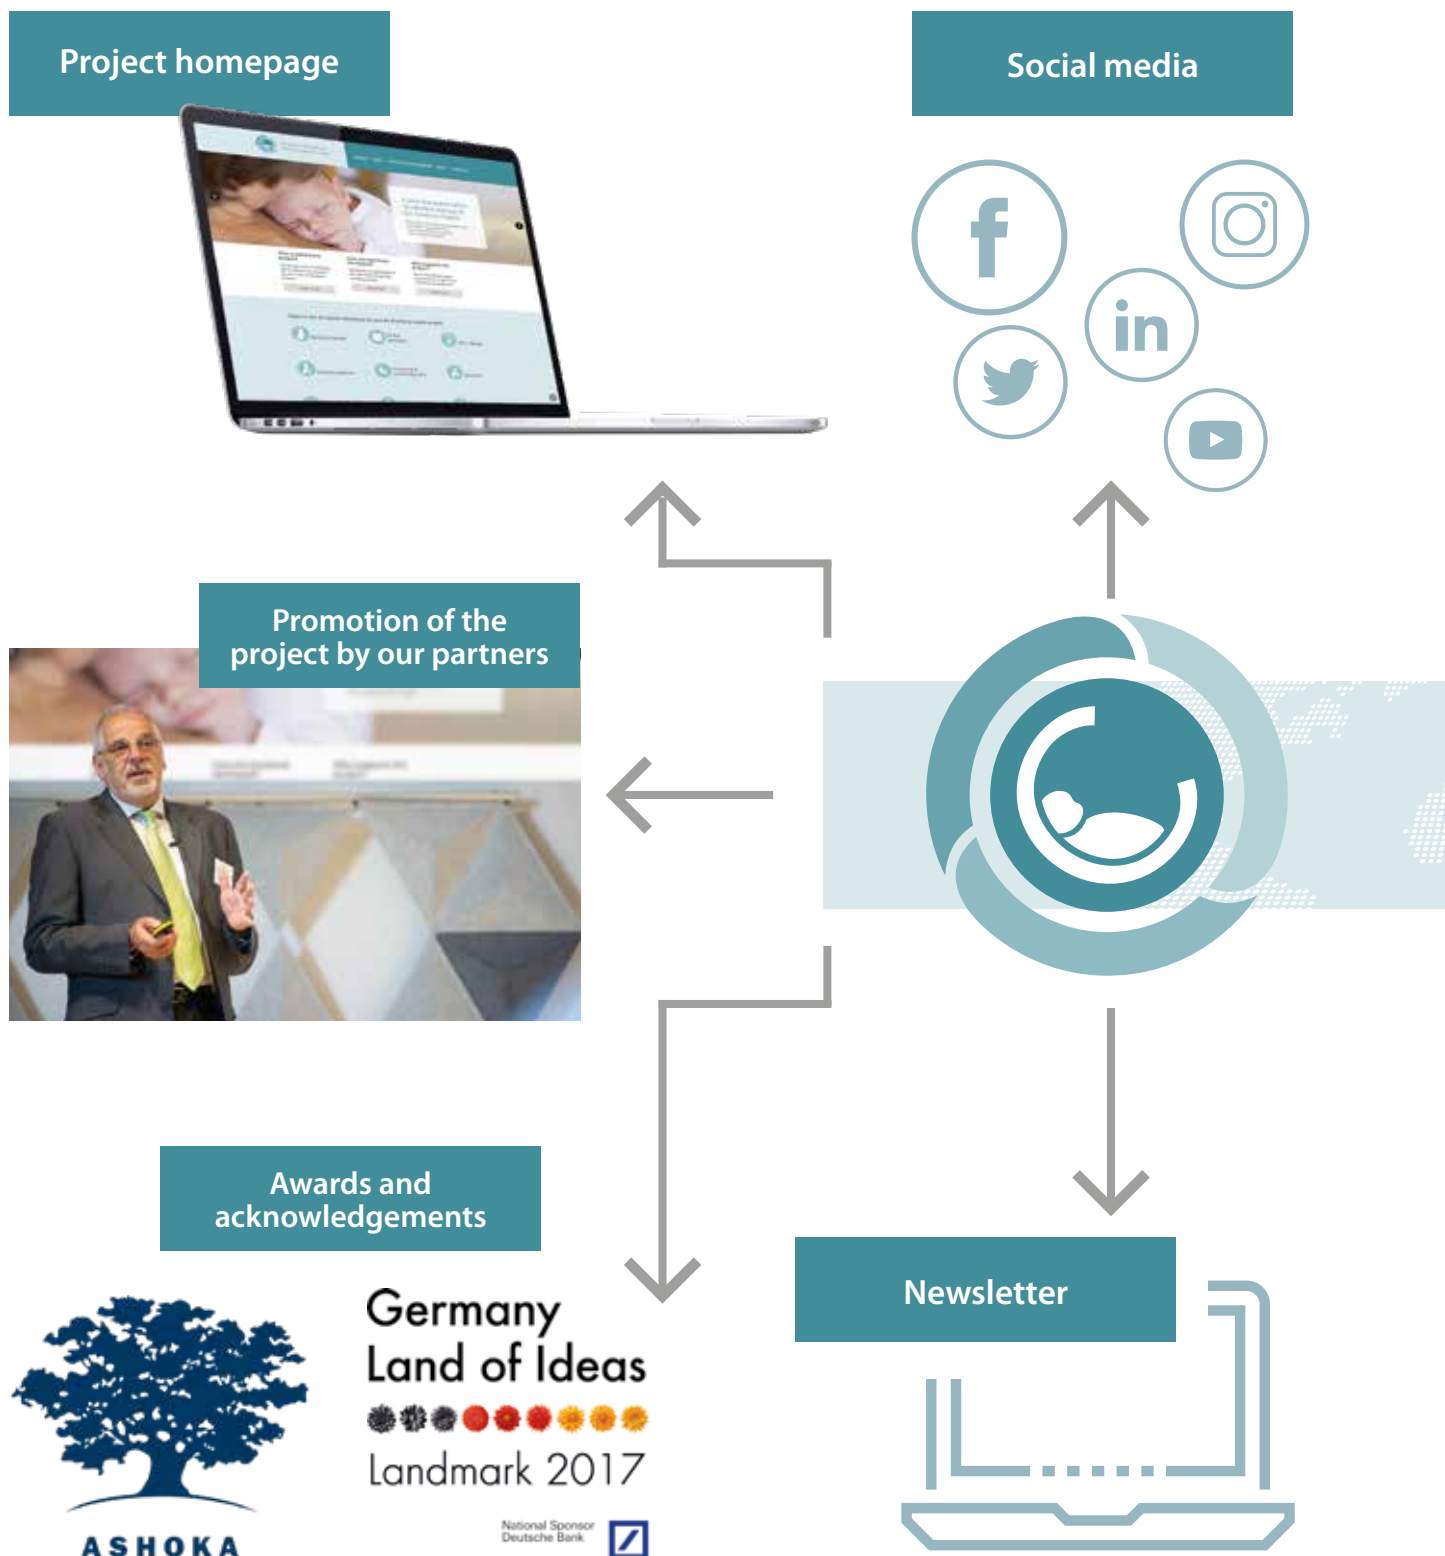 Project homepage
Social media
f
in
Promotion of the
project by our partners
Awards and
acknowledgements
Newsletter
Germany
Land of Ideas
Landmark 2017
National Sponsor
Deutsche Bank
ASHOKA